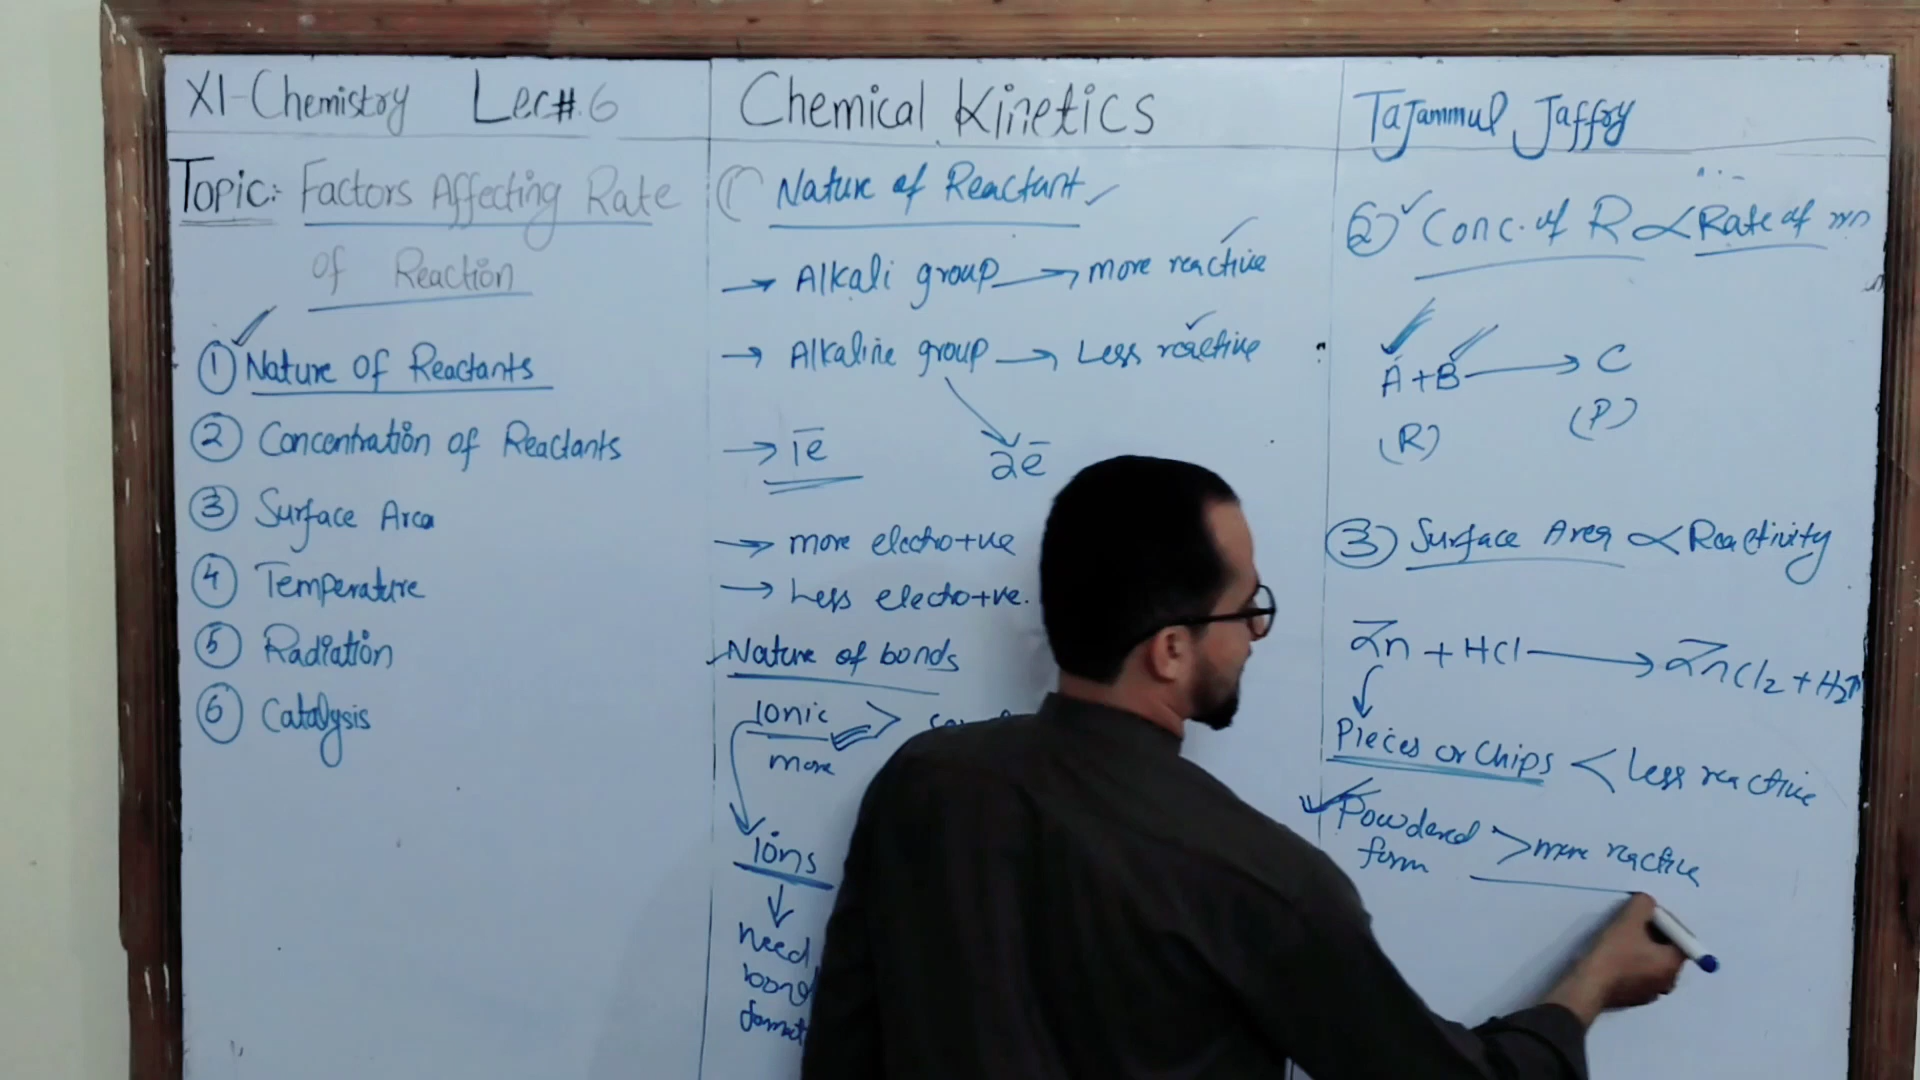 XI-Chemistry Lec#.6
Topic: Factors Affecting Rate
of Reaction
① Nature of Reactants
② Concentration of Reactants
③ Surface Area
④ Temperature
⑤ Radiation
⑥ Catalysis
Chemical Kinetics
① Nature of Reactant
→ Alkali group → more reactive
→ Alkaline group → Less reactive
→ 1e⁻ 2e⁻
→ more electro+ve
→ Less electro+ve.
Nature of bonds
Ionic >
more
Ions
↓
need
bond
Tajammul Jaffry
② Conc. of R ∝ Rate of rxn
A + B → C
(R) (P)
③ Surface Area ∝ Reactivity
Zn + HCl → ZnCl₂ + H₂↑
↓
Pieces or Chips < Less reactive
Powdered > more reactive
form